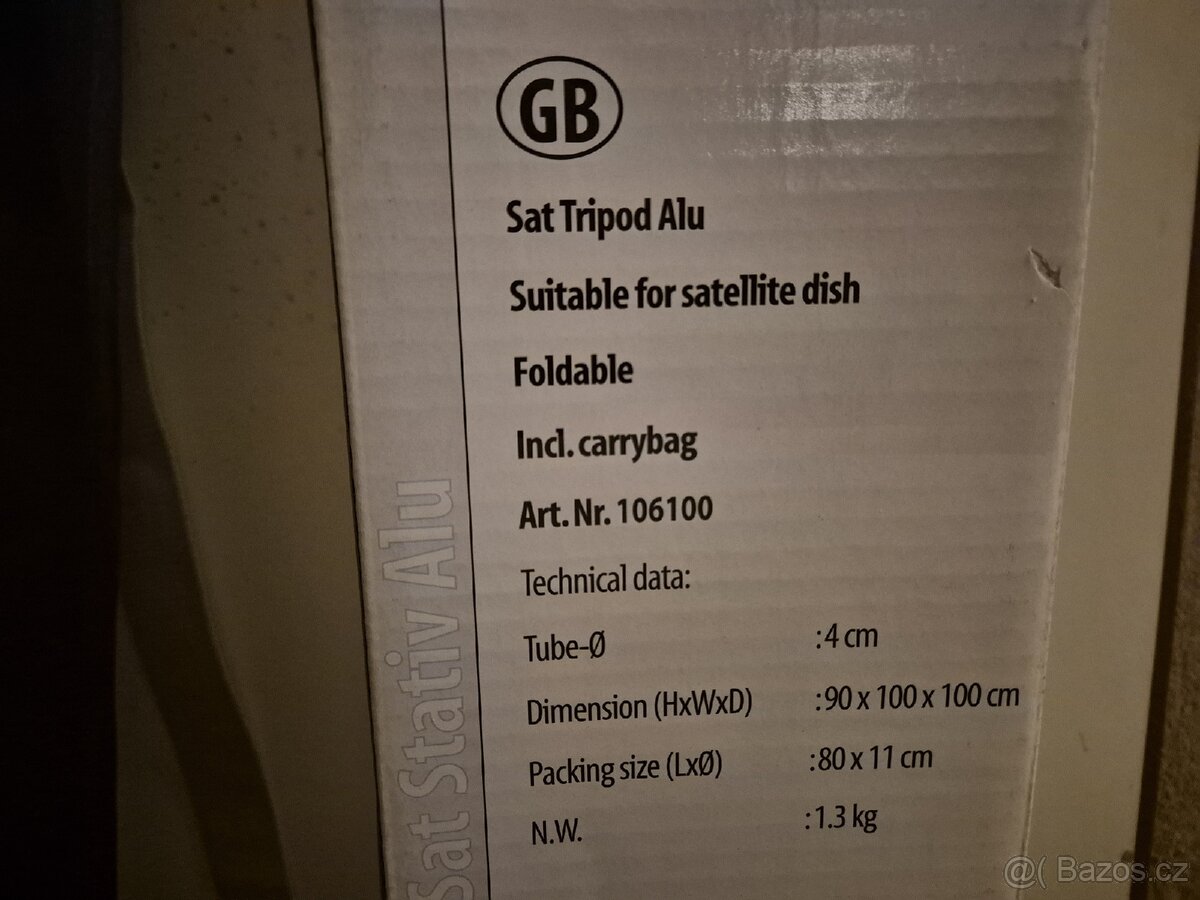 GB
Sat Tripod Alu
Suitable for satellite dish
Foldable
Incl. carrybag
Art. Nr. 106100
Technical data:
Tube-Ø :4 cm
Dimension (HxWxD) :90 x 100 x 100 cm
Packing size (LxØ) :80 x 11 cm
N.W. :1.3 kg
Sat Stativ Alu
@( Bazos.cz